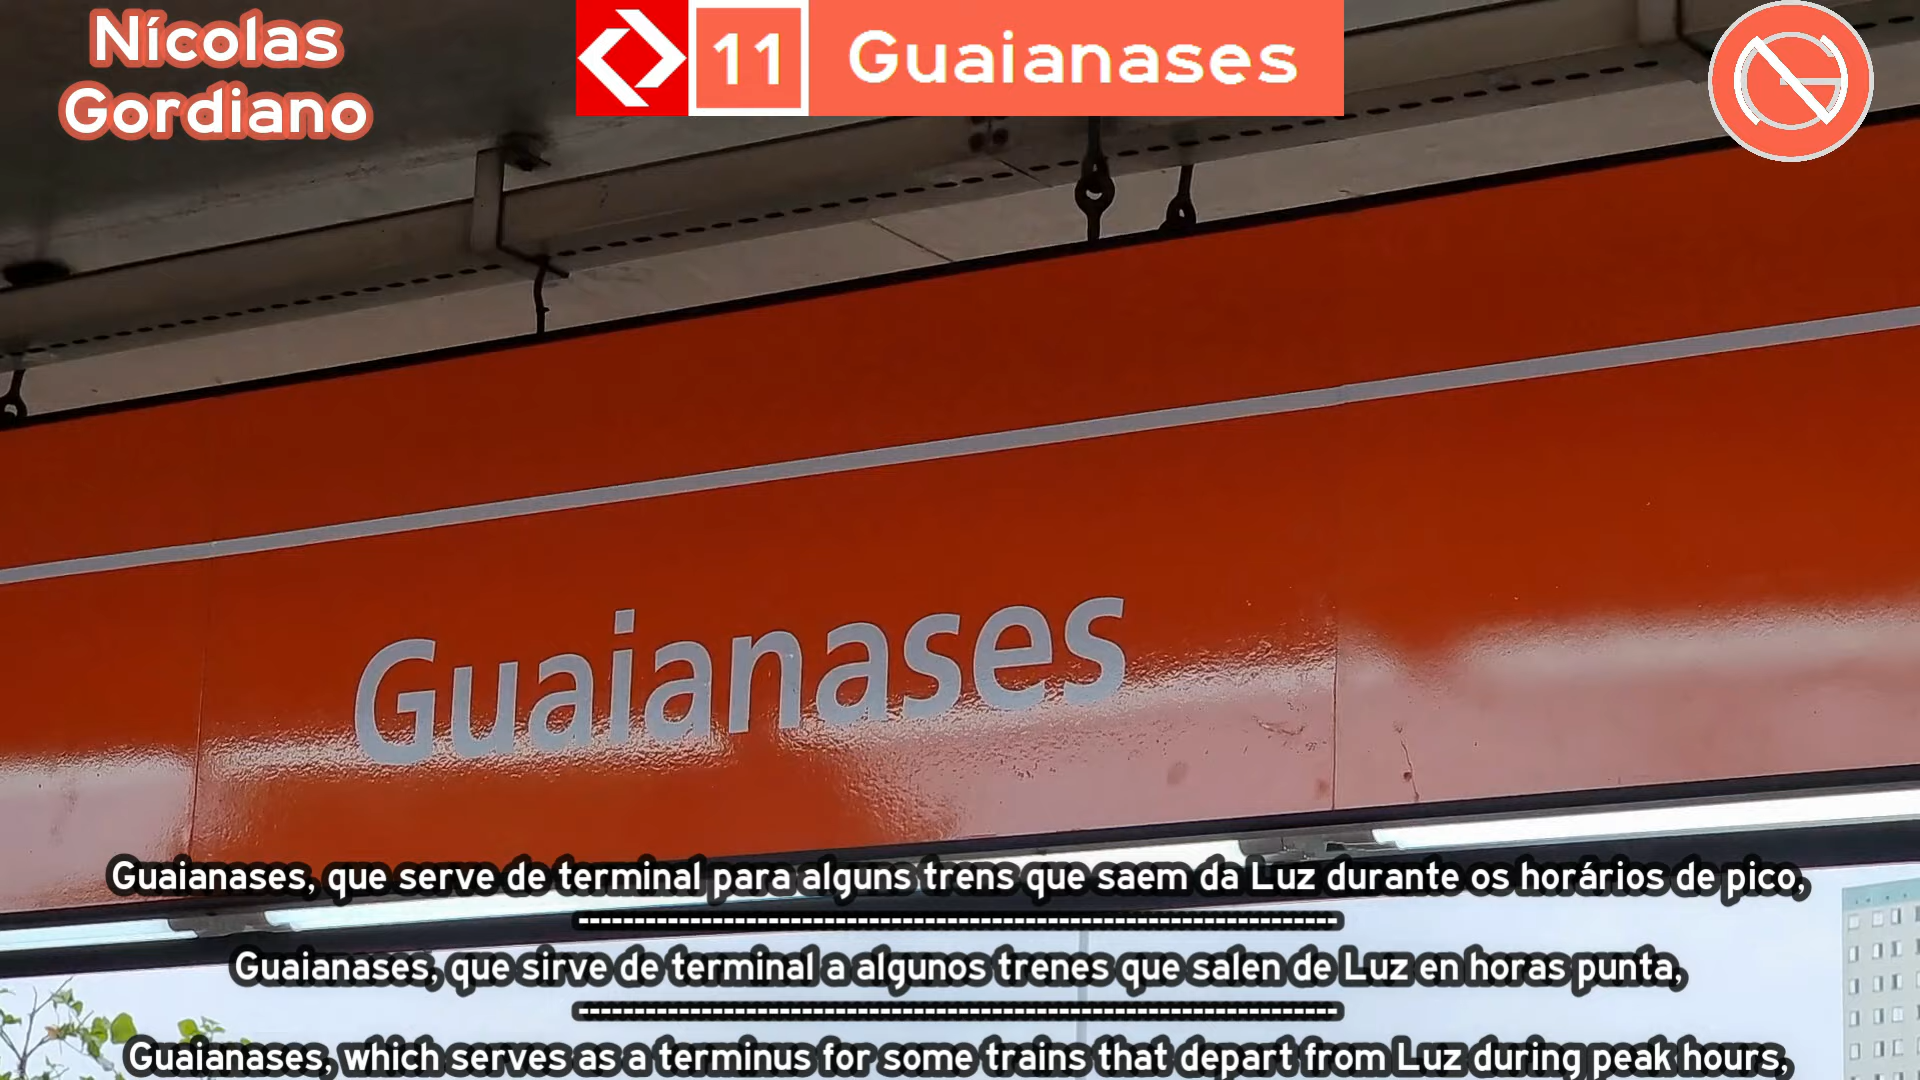 Nícolas
Gordiano
11 Guaianases
Guaianases
Guaianases, que serve de terminal para alguns trens que saem da Luz durante os horários de pico,
--------------------------------------------------------------------
Guaianases, que sirve de terminal a algunos trenes que salen de Luz en horas punta,
--------------------------------------------------------------------
Guaianases, which serves as a terminus for some trains that depart from Luz during peak hours,